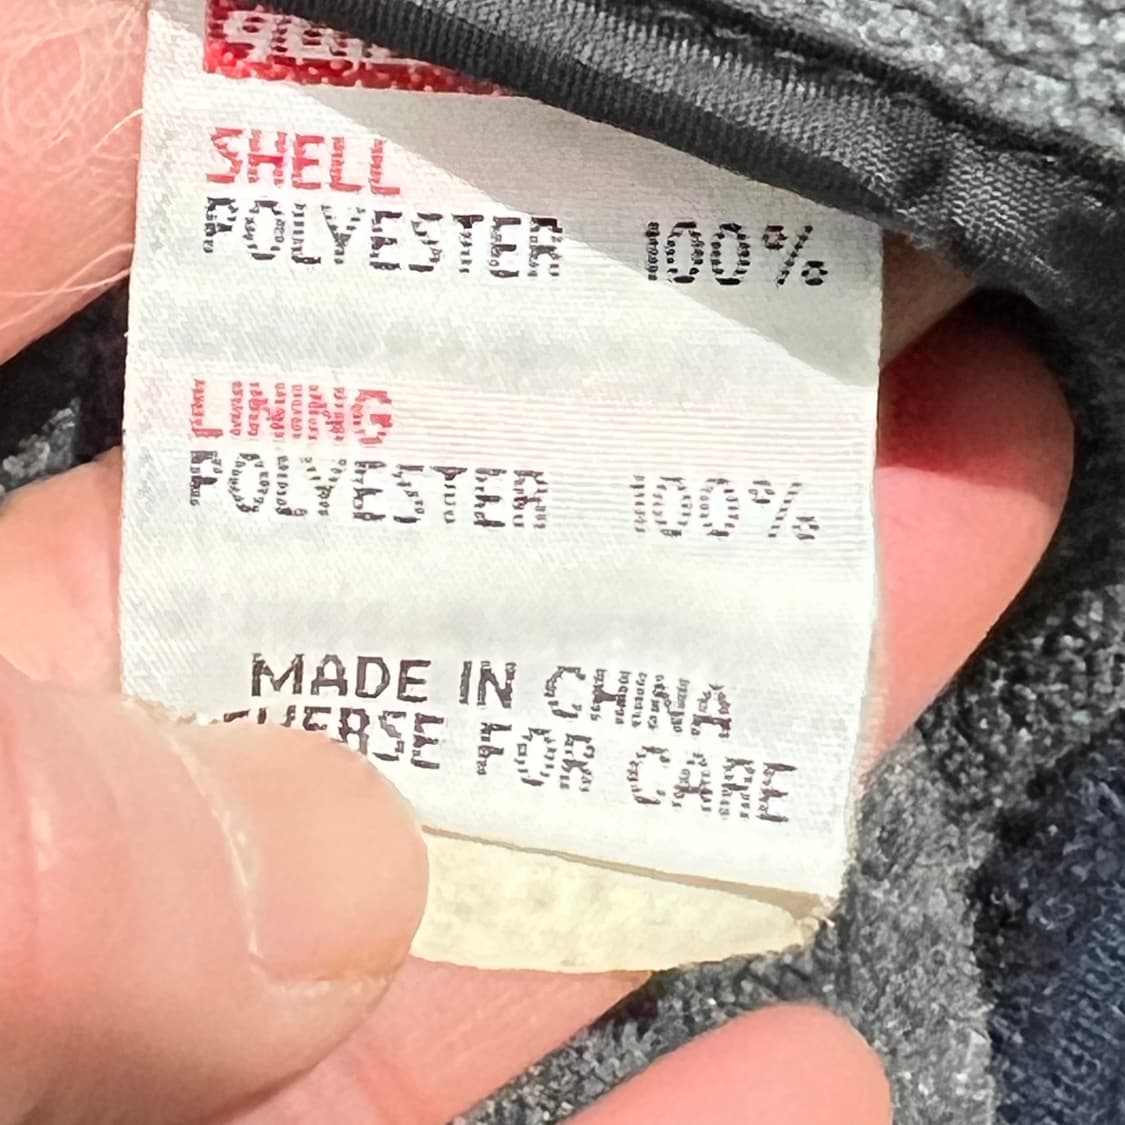 SHELL
POLYESTER 100%
LINING
POLYESTER 100%
MADE IN CHINA
FOR CARE